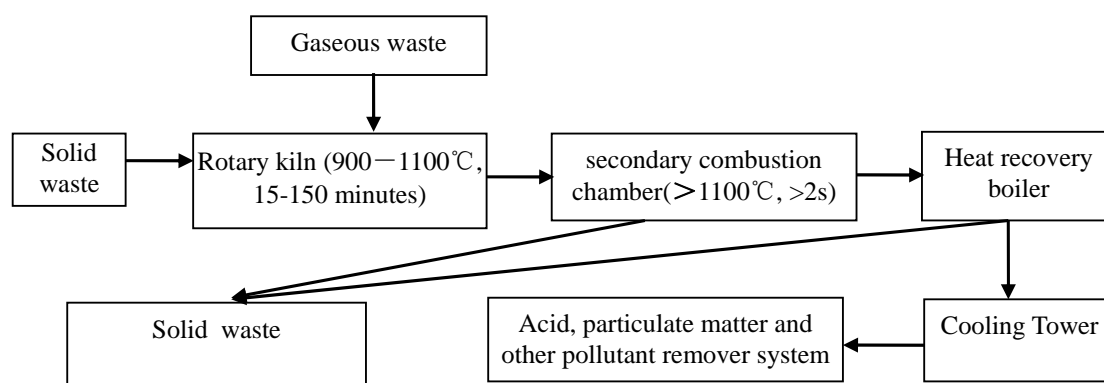 Gaseous waste
Solid
waste
Rotary kiln (900－1100℃,
15-150 minutes)
secondary combustion
chamber(＞1100℃, >2s)
Heat recovery
boiler
Solid waste
Acid, particulate matter and
other pollutant remover system
Cooling Tower